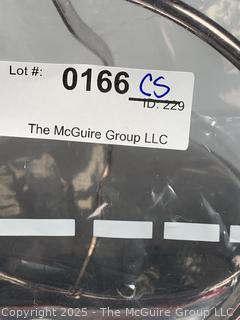 Lot #: 0166 CS
ID: 229
The McGuire Group LLC
Copyright 2025 - The McGuire Group LLC